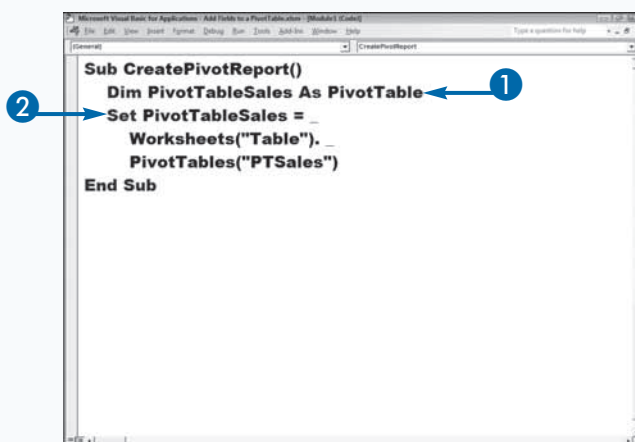 Microsoft Visual Basic for Applications - Add Fields to a PivotTable.xlsm - [Module1 (Code)]
File Edit View Insert Format Debug Run Tools Add-Ins Window Help Type a question for help
(General) CreatePivotReport
Sub CreatePivotReport()
Dim PivotTableSales As PivotTable
1
2
Set PivotTableSales = _
Worksheets("Table"). _
PivotTables("PTSales")
End Sub